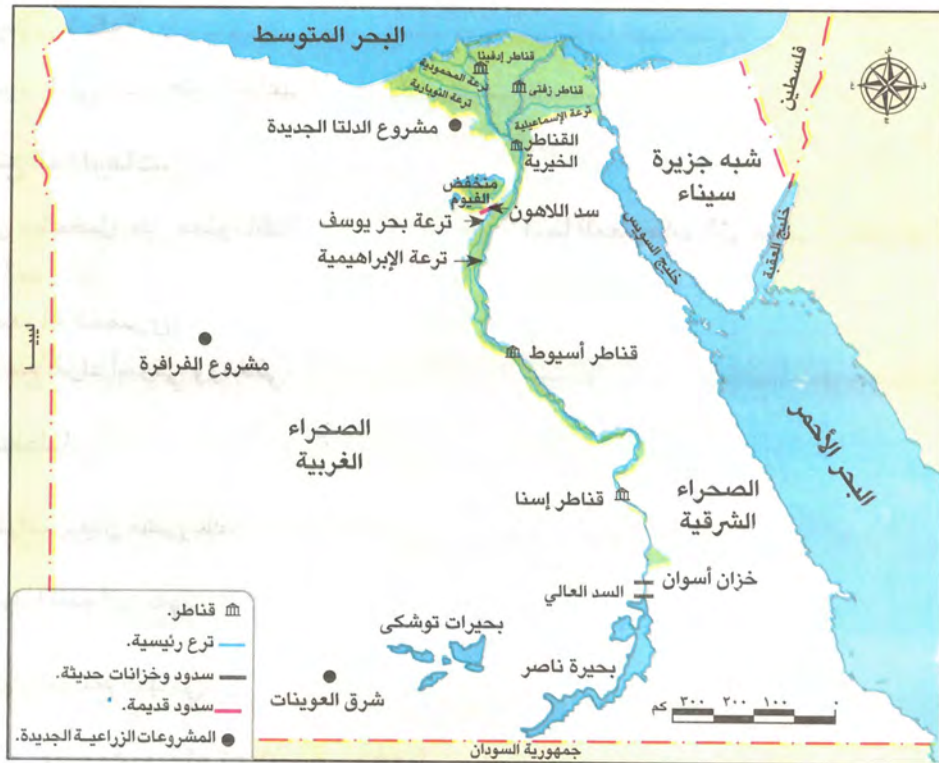 البحر المتوسط
قناطر إدفينا
ترعة المحمودية
ترعة النوبارية
قناطر زفتى
ترعة الإسماعيلية
فلسطين
مشروع الدلتا الجديدة
القناطر
الخيرية
شبه جزيرة
سيناء
منخفض
الفيوم
سد اللاهون
ترعة بحر يوسف
ترعة الإبراهيمية
خليج السويس
خليج العقبة
ليبيا
مشروع الفرافرة
قناطر أسيوط
الصحراء
الغربية
البحر الأحمر
قناطر إسنا
الصحراء
الشرقية
خزان أسوان
السد العالي
بحيرات توشكى
بحيرة ناصر
شرق العوينات
قناطر.
ترع رئيسية.
سدود وخزانات حديثة.
سدود قديمة.
المشروعات الزراعية الجديدة.
٣٠٠ ٢٠٠ ١٠٠ ٠ كم
جمهورية السودان